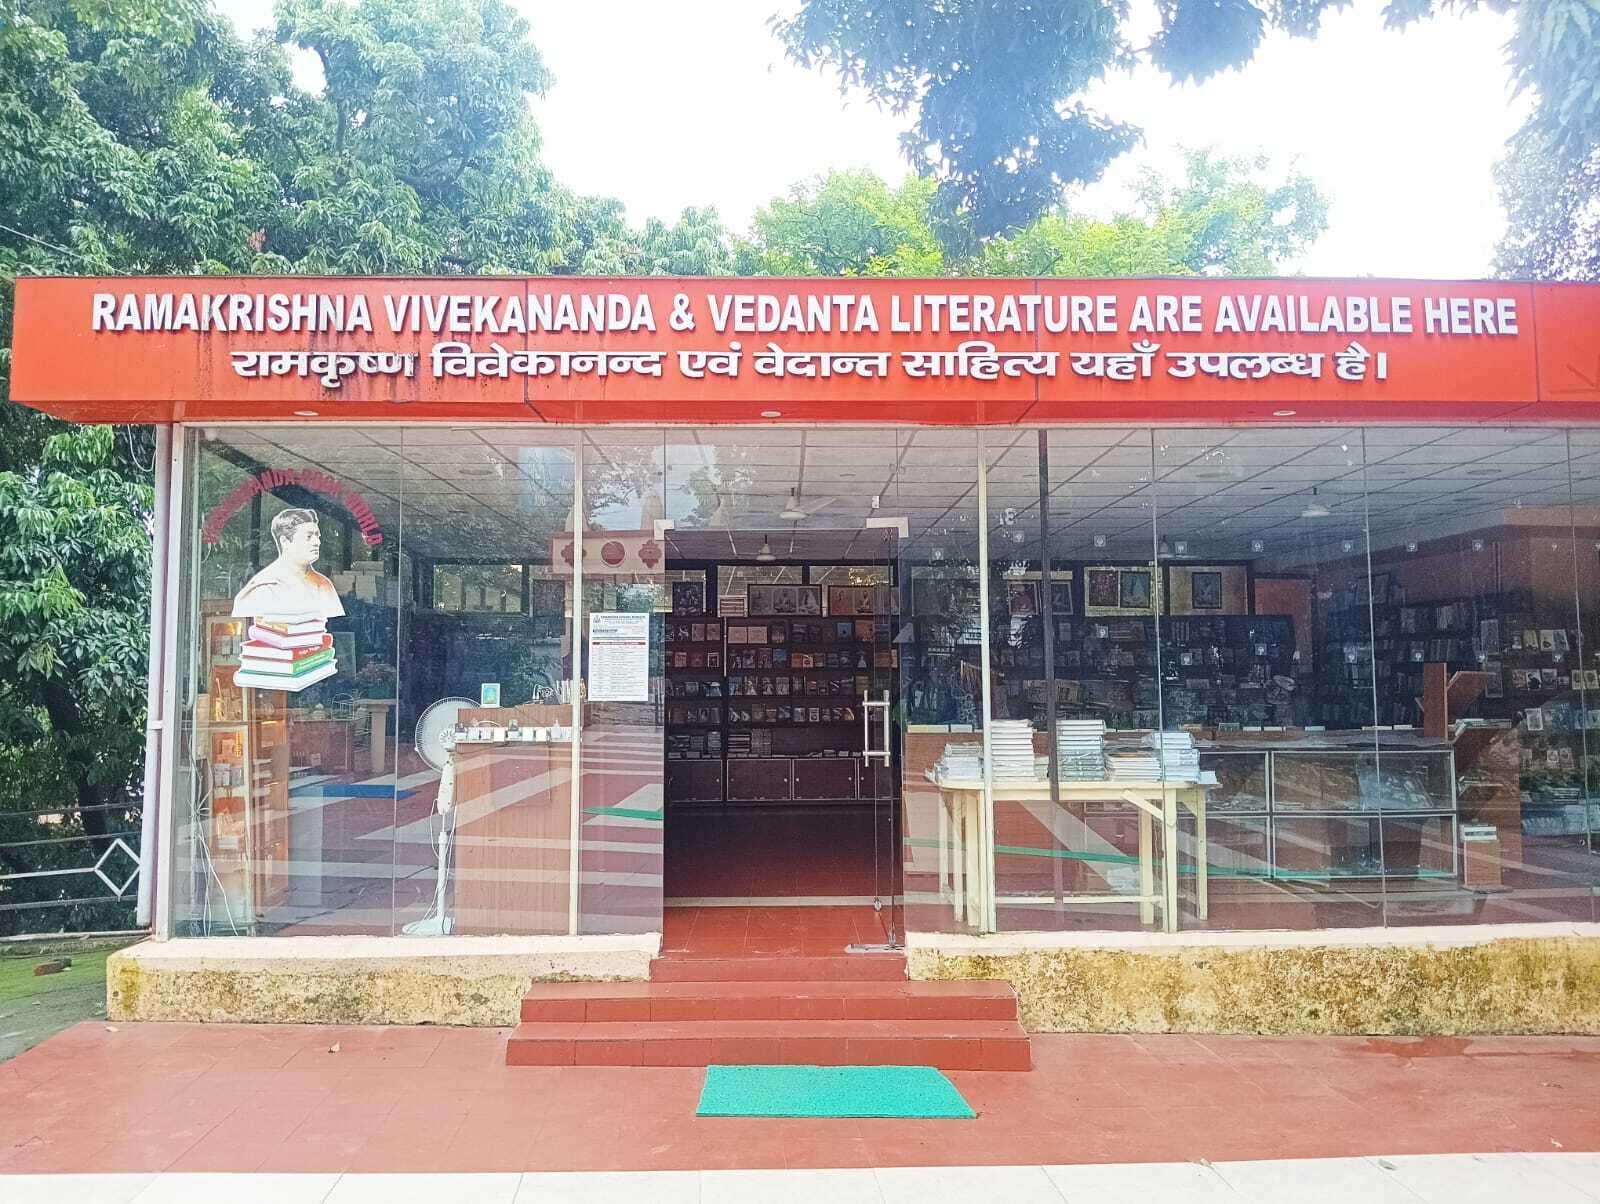 RAMAKRISHNA VIVEKANANDA & VEDANTA LITERATURE ARE AVAILABLE HERE
रामकृष्ण विवेकानन्द एवं वेदान्त साहित्य यहाँ उपलब्ध है।